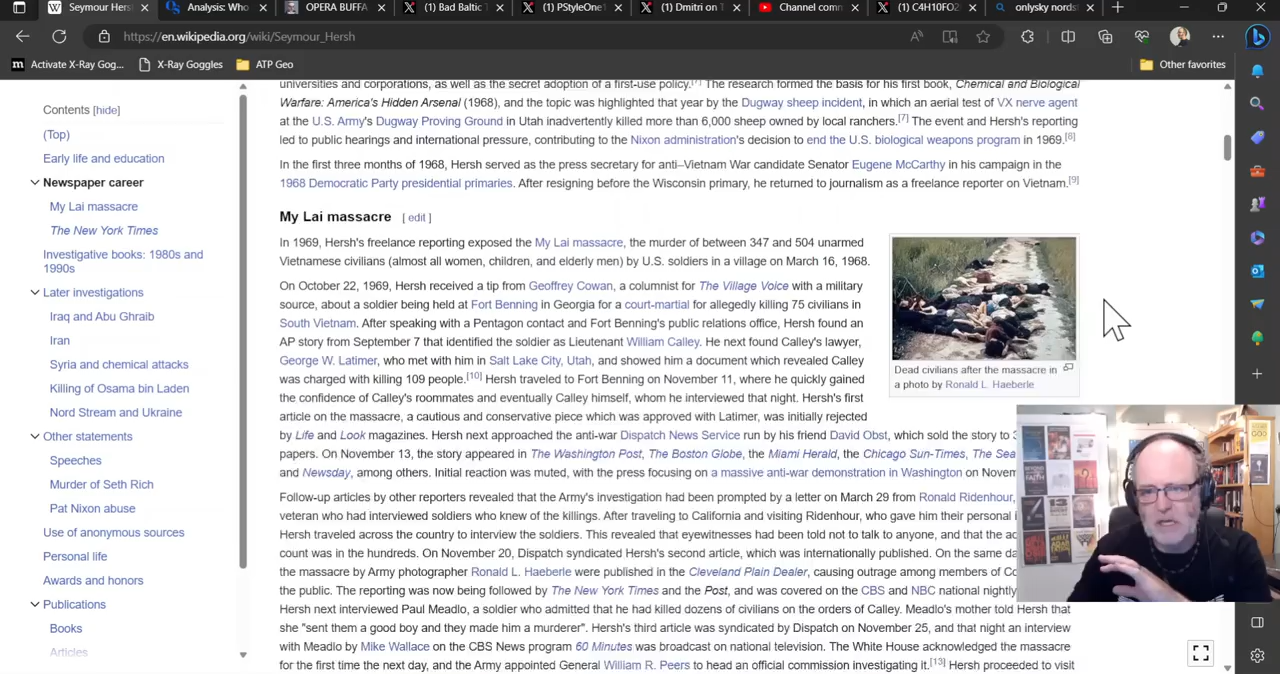 Seymour Hers
Analysis: Who
OPERA BUFFA
(1) Bad Baltic T
(1) PStyleOne1
(1) Dmitri on T
Channel com
(1) C4H10FO2
onlysky nords
https://en.wikipedia.org/wiki/Seymour_Hersh
Activate X-Ray Gog...
X-Ray Goggles
ATP Geo
Other favorites
Contents [hide]
(Top)
Early life and education
Newspaper career
My Lai massacre
The New York Times
Investigative books: 1980s and
1990s
Later investigations
Iraq and Abu Ghraib
Iran
Syria and chemical attacks
Killing of Osama bin Laden
Nord Stream and Ukraine
Other statements
Speeches
Murder of Seth Rich
Pat Nixon abuse
Use of anonymous sources
Personal life
Awards and honors
Publications
Books
Articles
universities and corporations, as well as the secret adoption of a first-use policy. The research formed the basis for his first book, Chemical and Biological
Warfare: America's Hidden Arsenal (1968), and the topic was highlighted that year by the Dugway sheep incident, in which an aerial test of VX nerve agent
at the U.S. Army's Dugway Proving Ground in Utah inadvertently killed more than 6,000 sheep owned by local ranchers.[7] The event and Hersh's reporting
led to public hearings and international pressure, contributing to the Nixon administration's decision to end the U.S. biological weapons program in 1969.[6]
In the first three months of 1968, Hersh served as the press secretary for anti–Vietnam War candidate Senator Eugene McCarthy in his campaign in the
1968 Democratic Party presidential primaries. After resigning before the Wisconsin primary, he returned to journalism as a freelance reporter on Vietnam.[9]
My Lai massacre [ edit ]
In 1969, Hersh's freelance reporting exposed the My Lai massacre, the murder of between 347 and 504 unarmed
Vietnamese civilians (almost all women, children, and elderly men) by U.S. soldiers in a village on March 16, 1968.
On October 22, 1969, Hersh received a tip from Geoffrey Cowan, a columnist for The Village Voice with a military
source, about a soldier being held at Fort Benning in Georgia for a court-martial for allegedly killing 75 civilians in
South Vietnam. After speaking with a Pentagon contact and Fort Benning's public relations office, Hersh found an
AP story from September 7 that identified the soldier as Lieutenant William Calley. He next found Calley's lawyer,
George W. Latimer, who met with him in Salt Lake City, Utah, and showed him a document which revealed Calley
was charged with killing 109 people.[10] Hersh traveled to Fort Benning on November 11, where he quickly gained
the confidence of Calley's roommates and eventually Calley himself, whom he interviewed that night. Hersh's first
article on the massacre, a cautious and conservative piece which was approved with Latimer, was initially rejected
by Life and Look magazines. Hersh next approached the anti-war Dispatch News Service run by his friend David Obst, which sold the story to 3
papers. On November 13, the story appeared in The Washington Post, the Boston Globe, the Miami Herald, the Chicago Sun-Times, The Sea
and Newsday, among others. Initial reaction was muted, with the press focusing on a massive anti-war demonstration in Washington on Novem
Follow-up articles by other reporters revealed that the Army's investigation had been prompted by a letter on March 29 from Ronald Ridenhour,
veteran who had interviewed soldiers who knew of the killings. After traveling to California and visiting Ridenhour, who gave him their personal i
Hersh traveled across the country to interview the soldiers. This revealed that eyewitnesses had been told not to talk to anyone, and that the ac
count was in the hundreds. On November 20, Dispatch syndicated Hersh's second article, which was internationally published. On the same da
the massacre by Army photographer Ronald L. Haeberle were published in the Cleveland Plain Dealer, causing outrage among members of Co
the public. The reporting was now being followed by The New York Times and the Post, and was covered on the CBS and NBC national nightly
Hersh next interviewed Paul Meadlo, a soldier who admitted that he had killed dozens of civilians on the orders of Calley. Meadlo's mother told Hersh that
she "sent them a good boy and they made him a murderer". Hersh's third article was syndicated by Dispatch on November 25, and that night an interview
with Meadlo by Mike Wallace on the CBS News program 60 Minutes was broadcast on national television. The White House acknowledged the massacre
for the first time the next day, and the Army appointed General William R. Peers to head an official commission investigating it.[13] Hersh proceeded to visit
Dead civilians after the massacre in
a photo by Ronald L. Haeberle